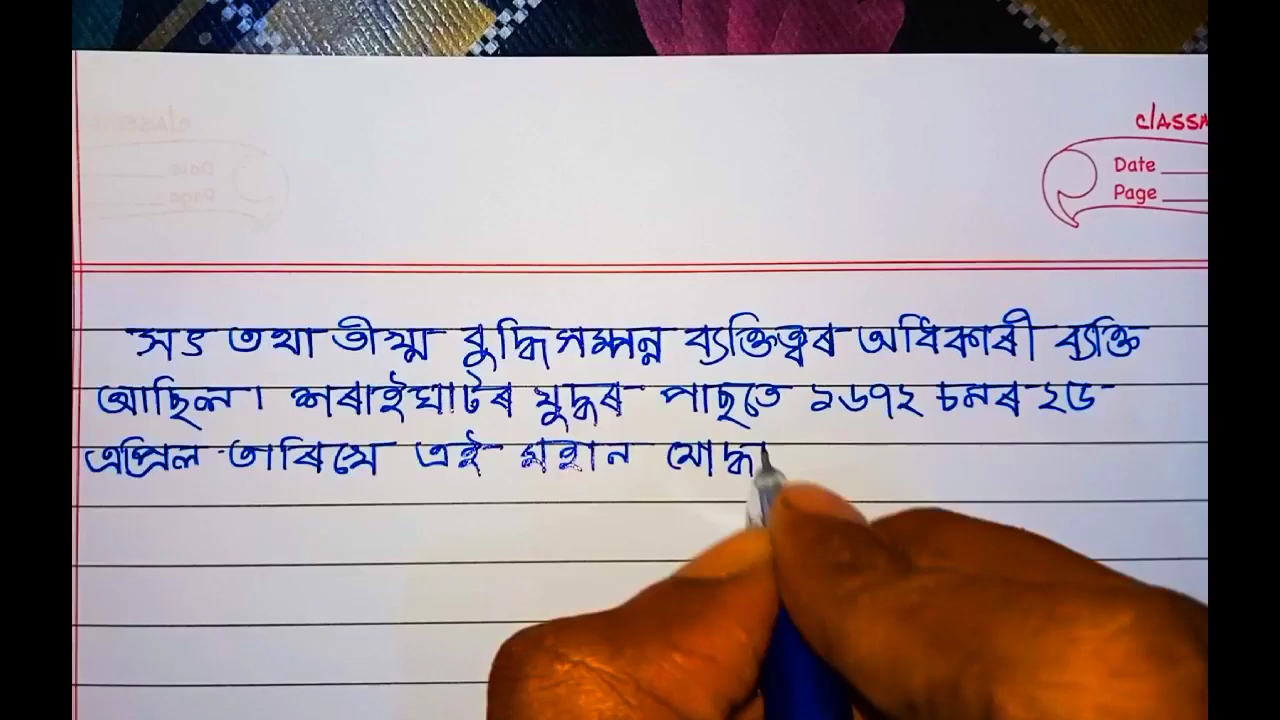 CLASSM
Date
Page
সৎ তথা তীক্ষ্ণ বুদ্ধিসম্পন্ন ব্যক্তিত্বৰ অধিকাৰী ব্যক্তি
আছিল। শৰাইঘাটৰ যুদ্ধৰ পাছতে ১৬৭২ চনৰ ২৬
এপ্ৰিল তাৰিখে এই মহান যোদ্ধা